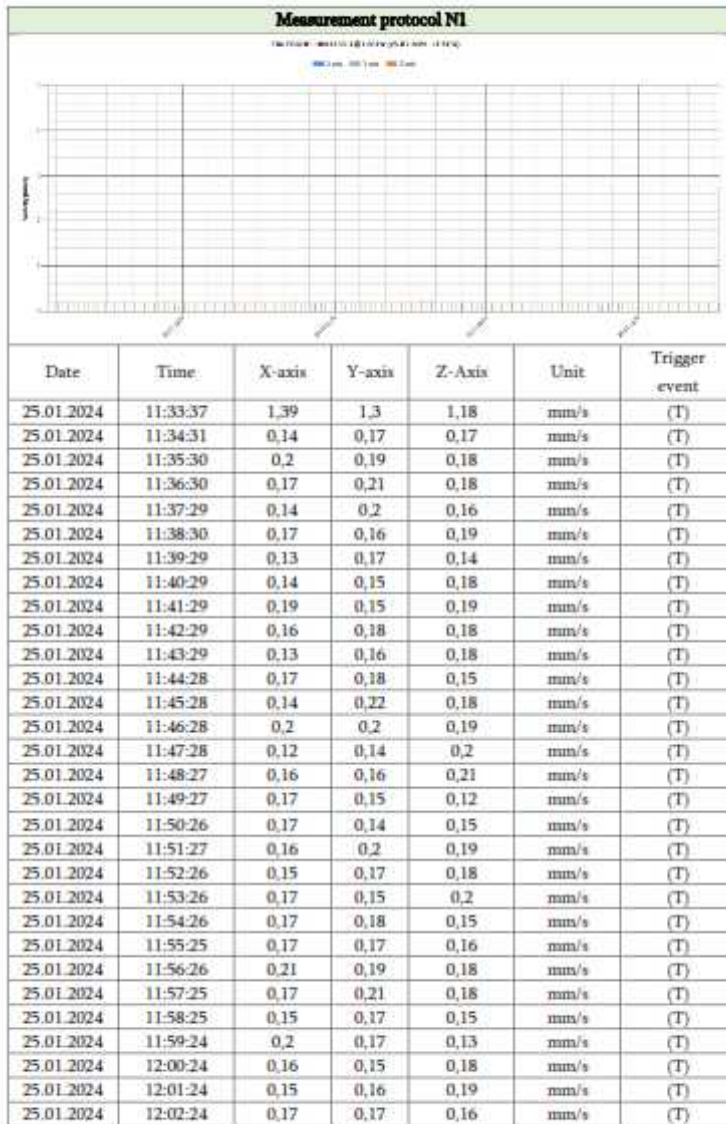 Measurement protocol N1
Date Time X-axis Y-axis Z-Axis Unit Trigger event
25.01.2024 11:33:37 1,39 1,3 1,18 mm/s (T)
25.01.2024 11:34:31 0,14 0,17 0,17 mm/s (T)
25.01.2024 11:35:30 0,2 0,19 0,18 mm/s (T)
25.01.2024 11:36:30 0,17 0,21 0,18 mm/s (T)
25.01.2024 11:37:29 0,14 0,2 0,16 mm/s (T)
25.01.2024 11:38:30 0,17 0,16 0,19 mm/s (T)
25.01.2024 11:39:29 0,13 0,17 0,14 mm/s (T)
25.01.2024 11:40:29 0,14 0,15 0,18 mm/s (T)
25.01.2024 11:41:29 0,19 0,15 0,19 mm/s (T)
25.01.2024 11:42:29 0,16 0,18 0,18 mm/s (T)
25.01.2024 11:43:29 0,13 0,16 0,18 mm/s (T)
25.01.2024 11:44:28 0,17 0,18 0,15 mm/s (T)
25.01.2024 11:45:28 0,14 0,22 0,18 mm/s (T)
25.01.2024 11:46:28 0,2 0,2 0,19 mm/s (T)
25.01.2024 11:47:28 0,12 0,14 0,2 mm/s (T)
25.01.2024 11:48:27 0,16 0,16 0,21 mm/s (T)
25.01.2024 11:49:27 0,17 0,15 0,12 mm/s (T)
25.01.2024 11:50:26 0,17 0,14 0,15 mm/s (T)
25.01.2024 11:51:27 0,16 0,2 0,19 mm/s (T)
25.01.2024 11:52:26 0,15 0,17 0,18 mm/s (T)
25.01.2024 11:53:26 0,17 0,15 0,2 mm/s (T)
25.01.2024 11:54:26 0,17 0,18 0,15 mm/s (T)
25.01.2024 11:55:25 0,17 0,17 0,16 mm/s (T)
25.01.2024 11:56:26 0,21 0,19 0,18 mm/s (T)
25.01.2024 11:57:25 0,17 0,21 0,18 mm/s (T)
25.01.2024 11:58:25 0,15 0,17 0,15 mm/s (T)
25.01.2024 11:59:24 0,2 0,17 0,13 mm/s (T)
25.01.2024 12:00:24 0,16 0,15 0,18 mm/s (T)
25.01.2024 12:01:24 0,15 0,16 0,19 mm/s (T)
25.01.2024 12:02:24 0,17 0,17 0,16 mm/s (T)